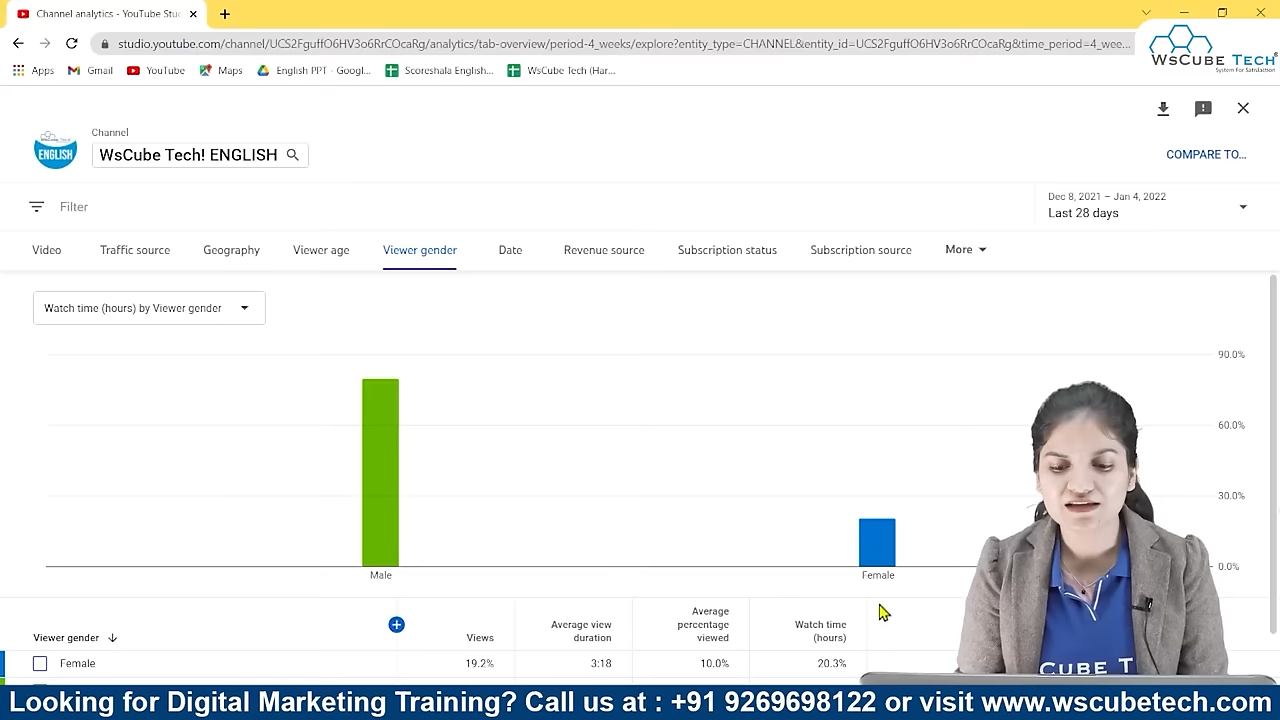 Channel analytics - YouTube Stu
studio.youtube.com/channel/UCS2FguffO6HV3o6RrCOcaRg/analytics/tab-overview/period-4_weeks/explore?entity_type=CHANNEL&entity_id=UCS2FguffO6HV3o6RrCOcaRg&time_period=4_wee...
WsCube Tech®
System For Satisfaction
Apps Gmail YouTube Maps English PPT - Googl... Scoreshala English... WsCube Tech (Har...
Channel
ENGLISH
WsCube Tech! ENGLISH
COMPARE TO...
Filter
Dec 8, 2021 – Jan 4, 2022
Last 28 days
Video Traffic source Geography Viewer age Viewer gender Date Revenue source Subscription status Subscription source More
Watch time (hours) by Viewer gender
90.0%
60.0%
30.0%
0.0%
Male Female
Viewer gender Views Average view duration Average percentage viewed Watch time (hours)
Female 19.2% 3:18 10.0% 20.3%
CUBE T
Looking for Digital Marketing Training? Call us at : +91 9269698122 or visit www.wscubetech.com